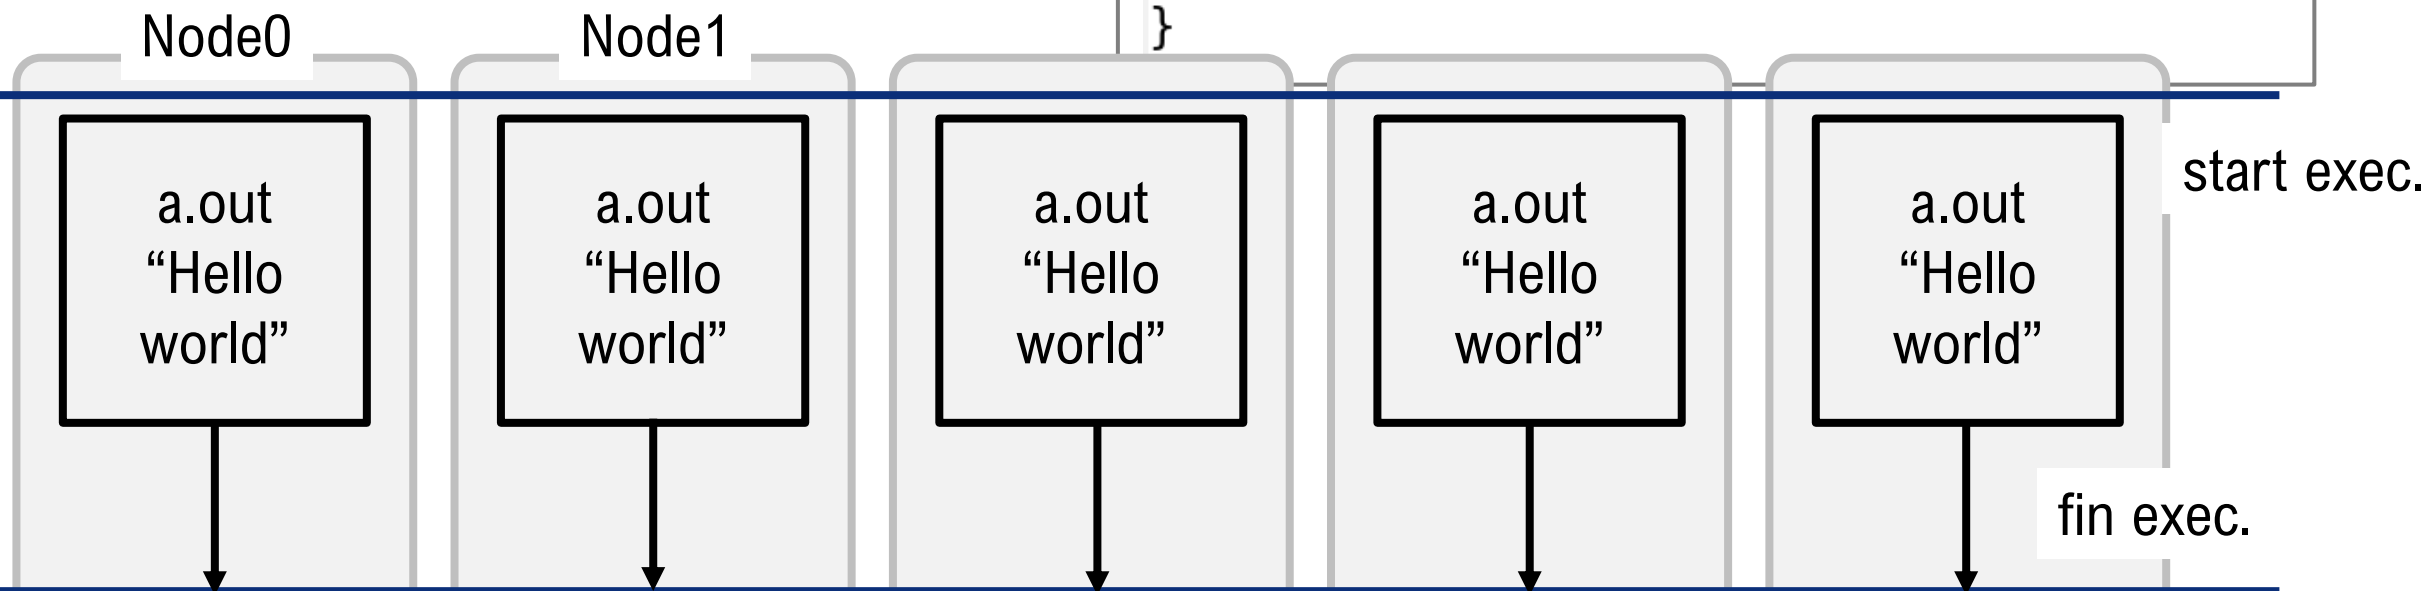 }
Node0
Node1
a.out
“Hello
world”
a.out
“Hello
world”
a.out
“Hello
world”
a.out
“Hello
world”
a.out
“Hello
world”
start exec.
fin exec.